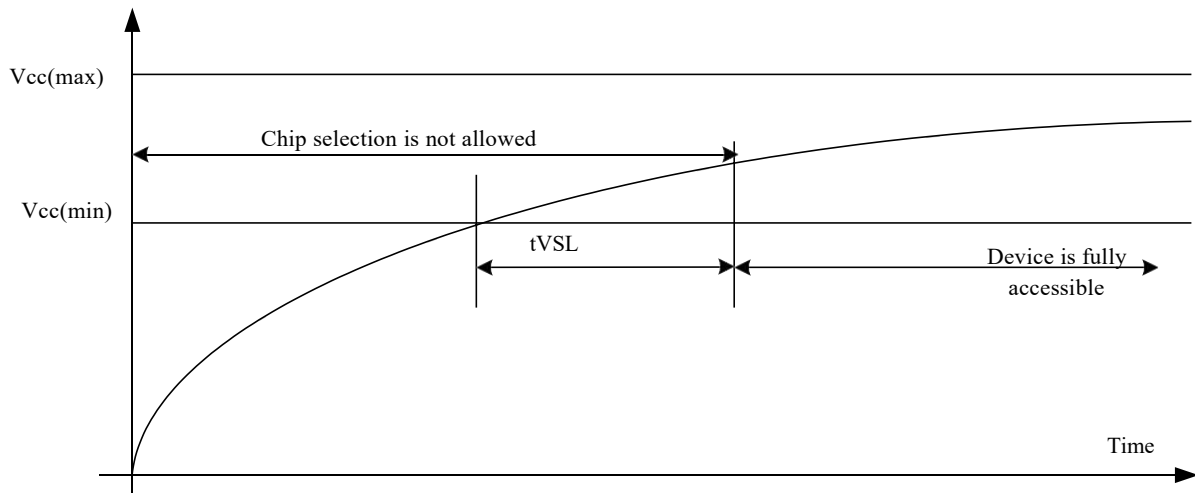 Vcc(max)
Chip selection is not allowed
Vcc(min)
tVSL
Device is fully
accessible
Time